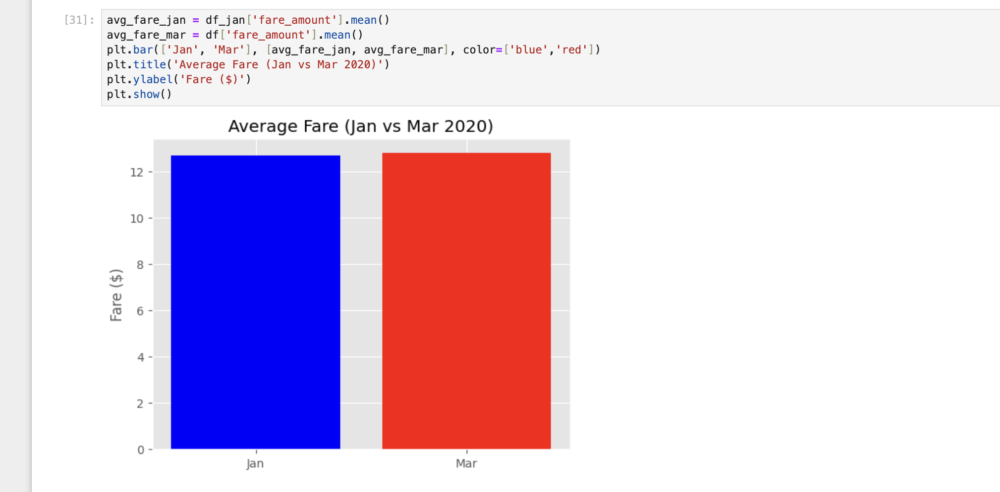 [31]:
avg_fare_jan = df_jan['fare_amount'].mean()
avg_fare_mar = df['fare_amount'].mean()
plt.bar(['Jan', 'Mar'], [avg_fare_jan, avg_fare_mar], color=['blue','red'])
plt.title('Average Fare (Jan vs Mar 2020)')
plt.ylabel('Fare ($)')
plt.show()
Average Fare (Jan vs Mar 2020)
12
10
8
6
4
2
0
Fare ($)
Jan Mar